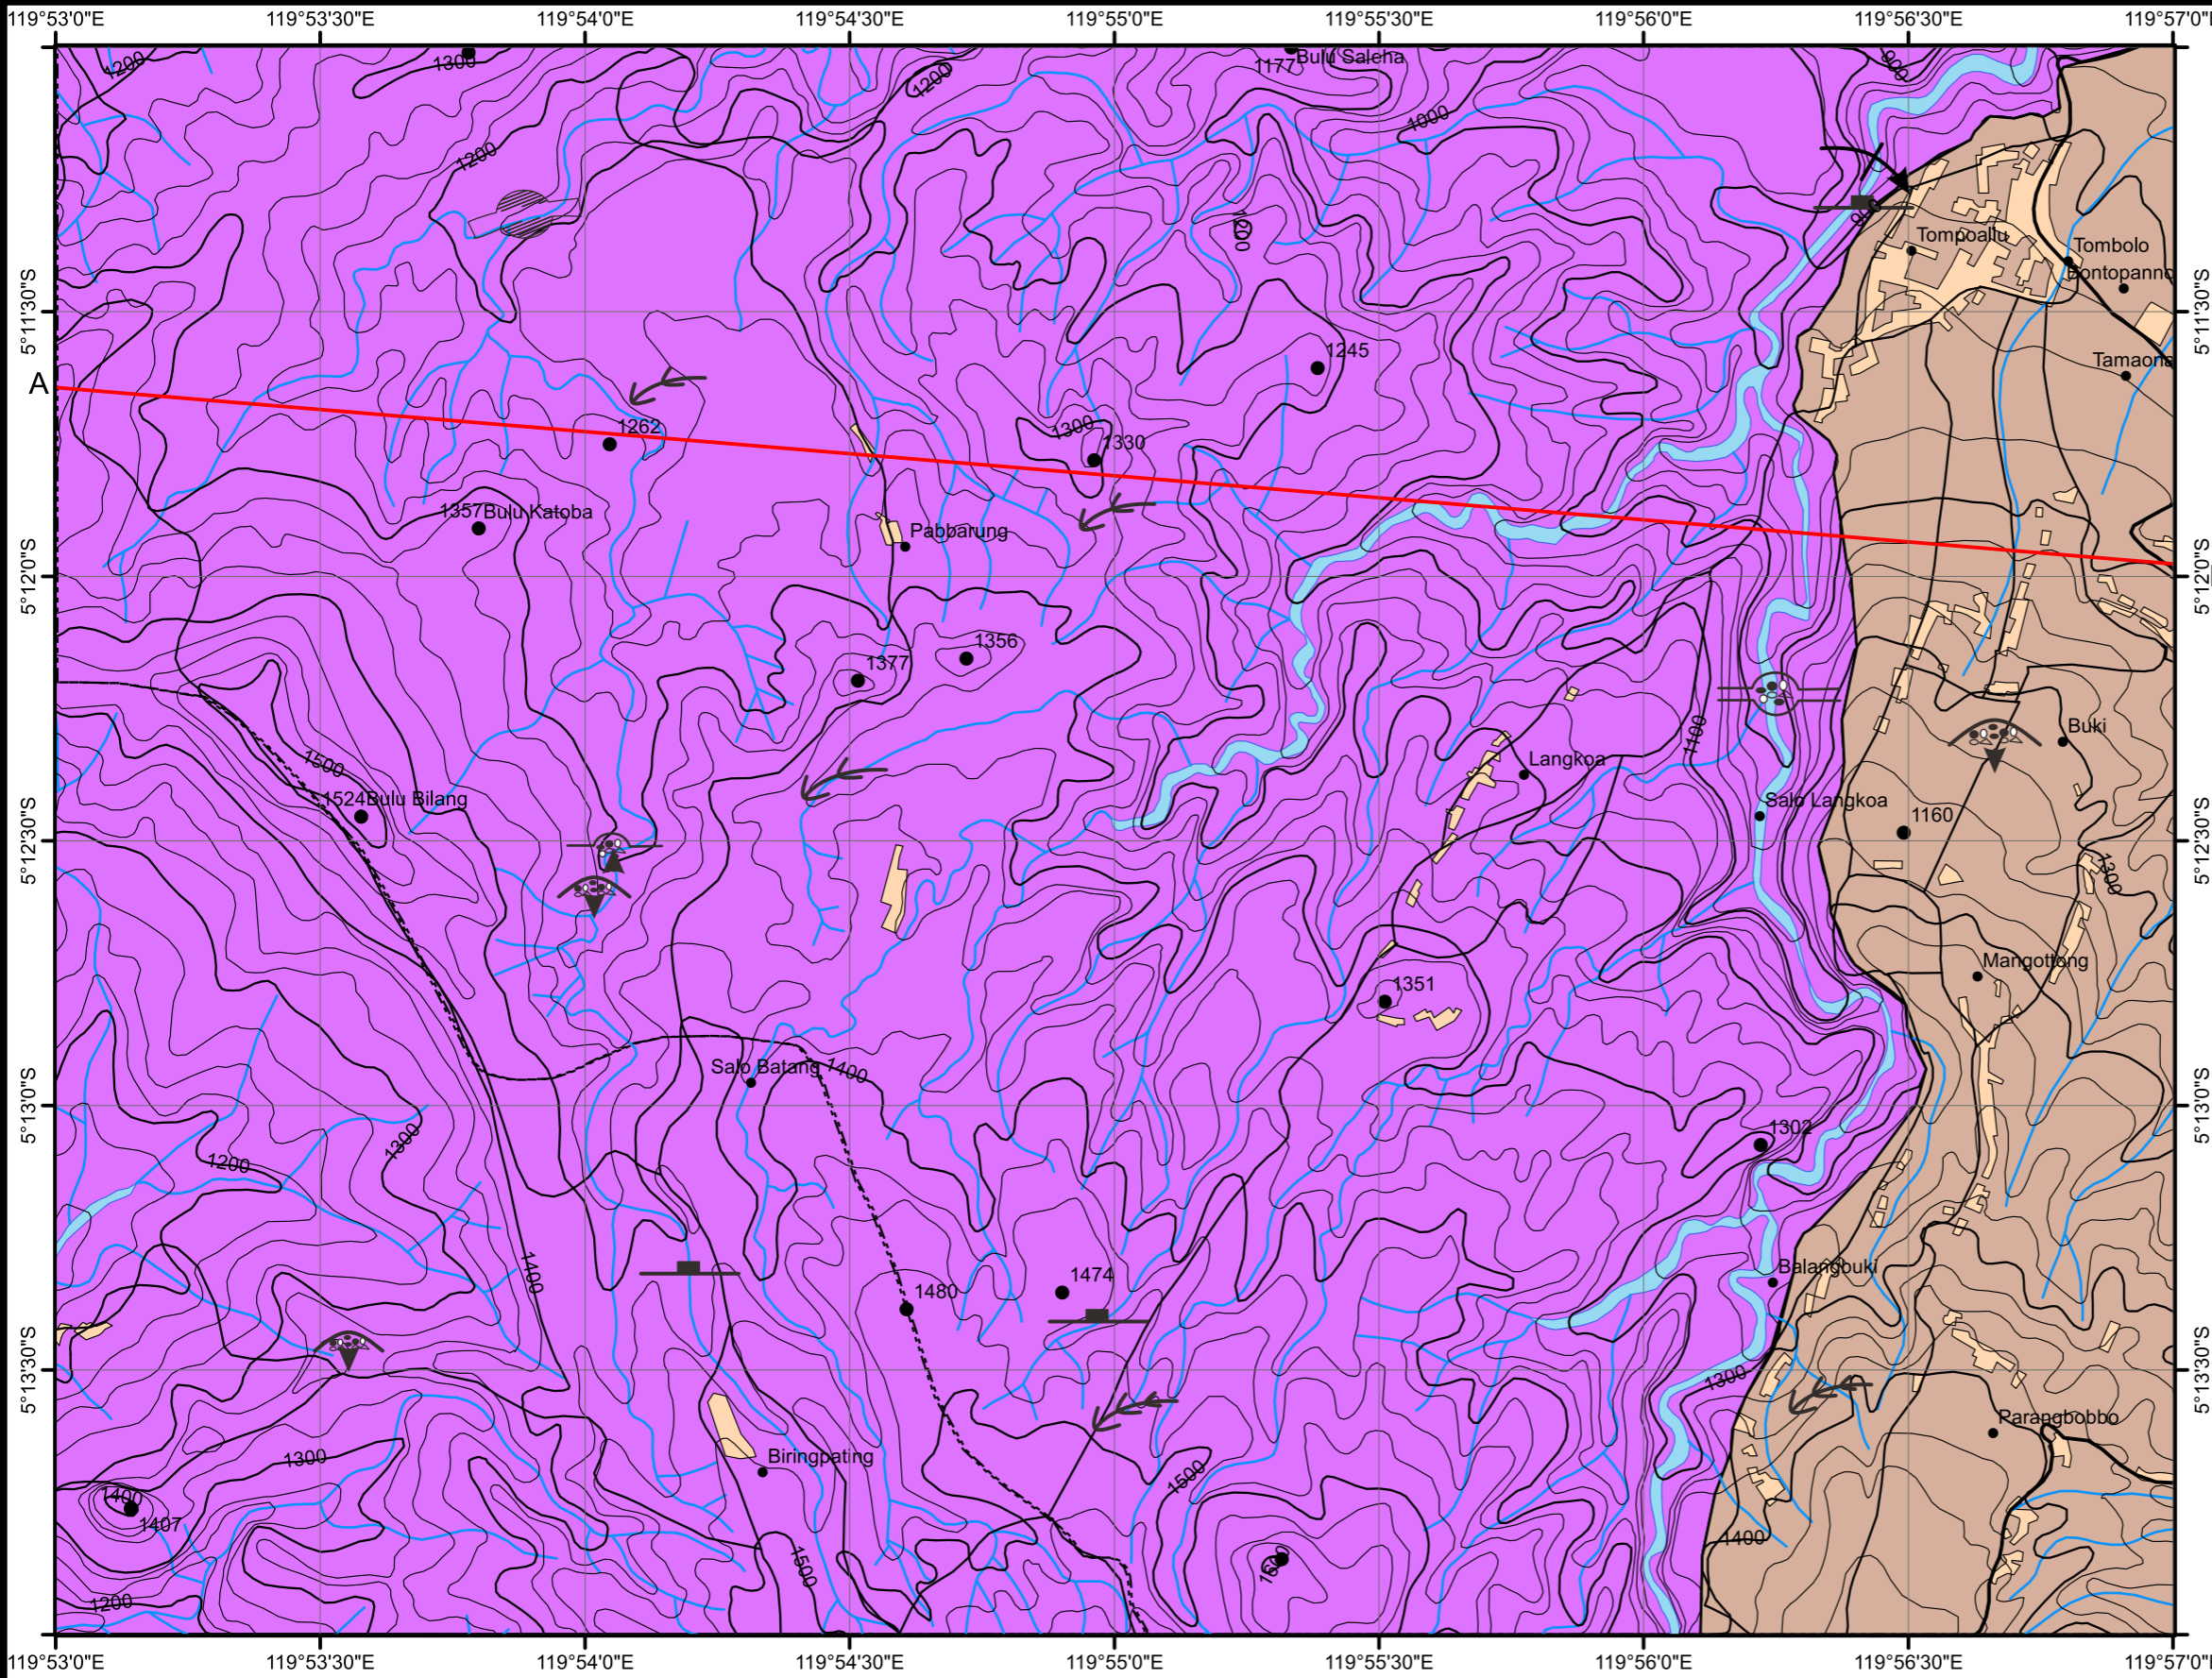 119°53'0"E 119°53'30"E 119°54'0"E 119°54'30"E 119°55'0"E 119°55'30"E 119°56'0"E 119°56'30"E 119°57'0"
1200
1300
1177 Bulu Saleha
900
1200
1000
1200
1200
900
Tompoallu
Tombolo
Bontopanno
5°11'30"S
5°11'30"S
1245
Tamaona
A
1262
1300
1330
1357 Bulu Katoba
Pabbarung
5°12'0"S
5°12'0"S
1356
1377
1100
Buki
1500
Langkoa
1524 Bulu Bilang
Salo Langkoa
1160
5°12'30"S
5°12'30"S
1300
Mangottong
1351
Salo Batang
1400
5°13'0"S
5°13'0"S
1302
1300
1200
1400
Balangbuki
1474
1480
5°13'30"S
5°13'30"S
1300
Parangbobbo
1300
Biringpating
1500
1400
1407
1400
1500
1600
1200
119°53'0"E 119°53'30"E 119°54'0"E 119°54'30"E 119°55'0"E 119°55'30"E 119°56'0"E 119°56'30"E 119°57'0"